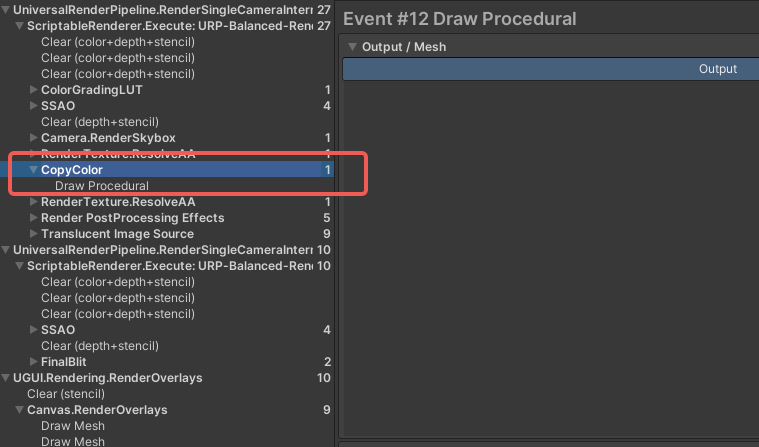 UniversalRenderPipeline.RenderSingleCameraInterr 27
ScriptableRenderer.Execute: URP-Balanced-Rend 27
Clear (color+depth+stencil)
Clear (color+depth+stencil)
Clear (color+depth+stencil)
ColorGradingLUT 1
SSAO 4
Clear (depth+stencil)
Camera.RenderSkybox 1
RenderTexture.ResolveAA 1
CopyColor 1
Draw Procedural
RenderTexture.ResolveAA 1
Render PostProcessing Effects 5
Translucent Image Source 9
UniversalRenderPipeline.RenderSingleCameraInterr 10
ScriptableRenderer.Execute: URP-Balanced-Rend 10
Clear (color+depth+stencil)
Clear (color+depth+stencil)
Clear (color+depth+stencil)
SSAO 4
Clear (depth+stencil)
FinalBlit 2
UGUI.Rendering.RenderOverlays 10
Clear (stencil)
Canvas.RenderOverlays 9
Draw Mesh
Draw Mesh
Event #12 Draw Procedural
Output / Mesh
Output